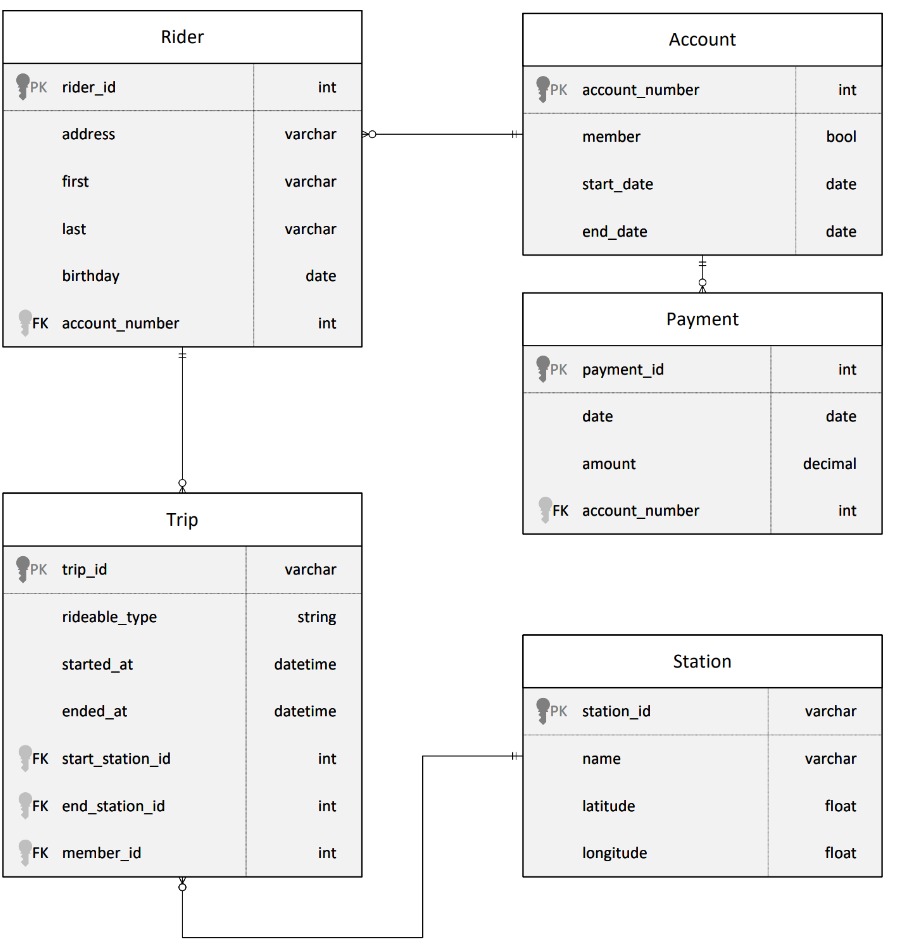 Rider
PK rider_id int
address varchar
first varchar
last varchar
birthday date
FK account_number int
Account
PK account_number int
member bool
start_date date
end_date date
Payment
PK payment_id int
date date
amount decimal
FK account_number int
Trip
PK trip_id varchar
rideable_type string
started_at datetime
ended_at datetime
FK start_station_id int
FK end_station_id int
FK member_id int
Station
PK station_id varchar
name varchar
latitude float
longitude float